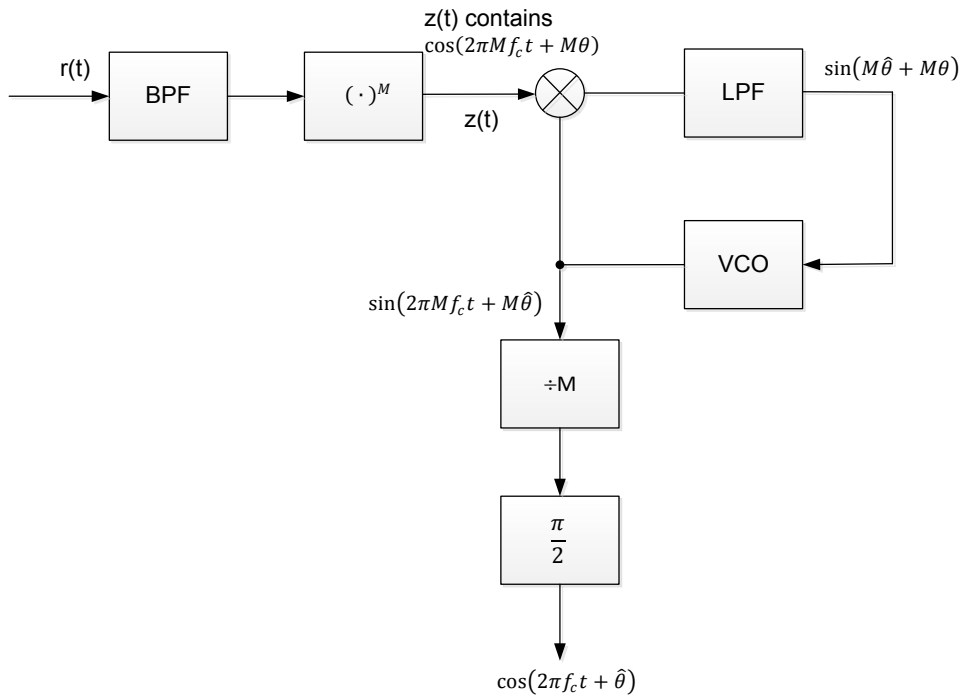 z(t) contains
cos(2πMf_c t + Mθ)
r(t)
BPF
(·)^M
z(t)
LPF
sin(Mθ̂ + Mθ)
VCO
sin(2πMf_c t + Mθ̂)
÷M
π/2
cos(2πf_c t + θ̂)